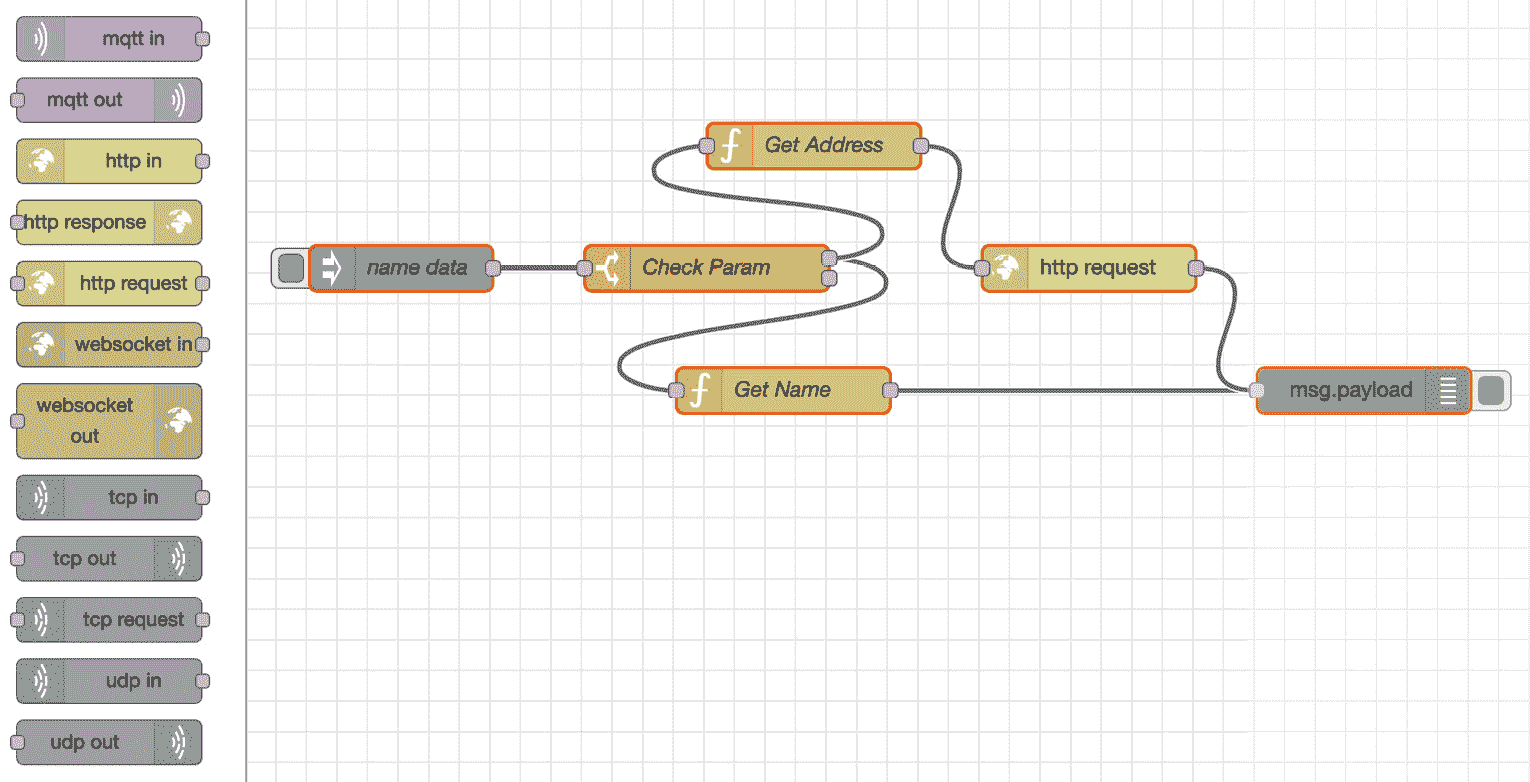 mqtt in
mqtt out
http in
http response
http request
websocket in
websocket
out
tcp in
tcp out
tcp request
udp in
udp out
Get Address
name data
Check Param
http request
Get Name
msg.payload